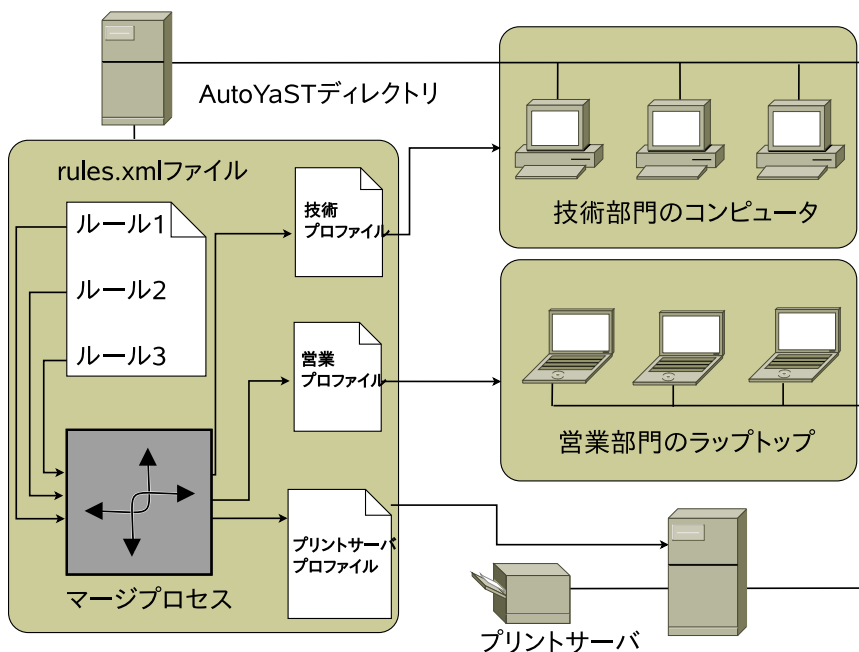 AutoYaSTディレクトリ
rules.xmlファイル
ルール1
ルール2
ルール3
マージプロセス
技術
プロファイル
営業
プロファイル
プリントサーバ
プロファイル
技術部門のコンピュータ
営業部門のラップトップ
プリントサーバ